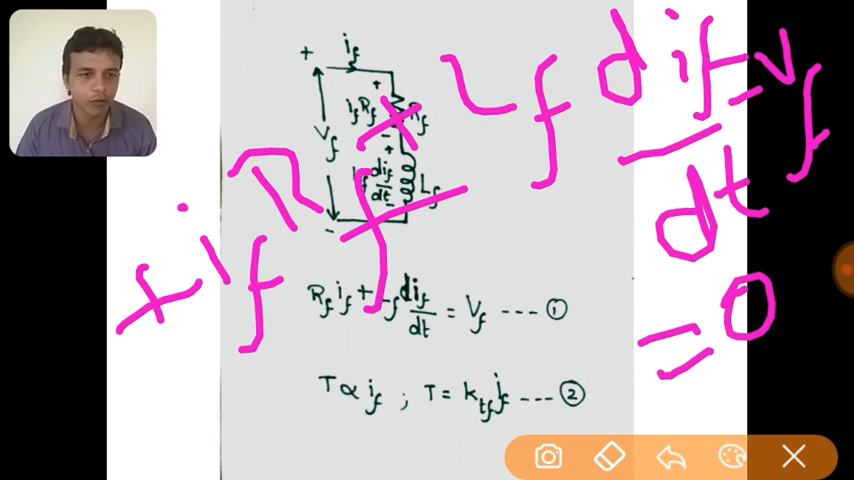 + i_f
+
i_f R_f R_f
V_f
-
+
L_f di_f/dt L_f
-
-
R_f i_f + L_f di_f/dt = V_f ---- ①
T ∝ i_f ; T = k_tf i_f ---- ②
+ i_f R_f + L_f di_f/dt - V_f
= 0